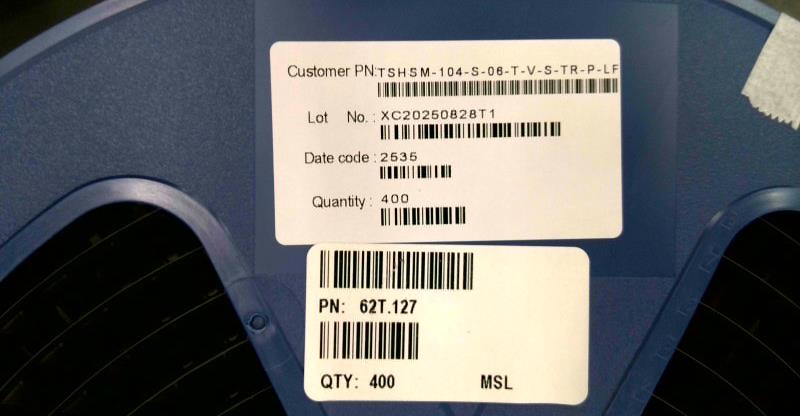 Customer PN:TSHSM-104-S-06-T-V-S-TR-P-LF
Lot No. : XC20250828T1
Date code : 2535
Quantity : 400
PN: 62T.127
QTY: 400 MSL